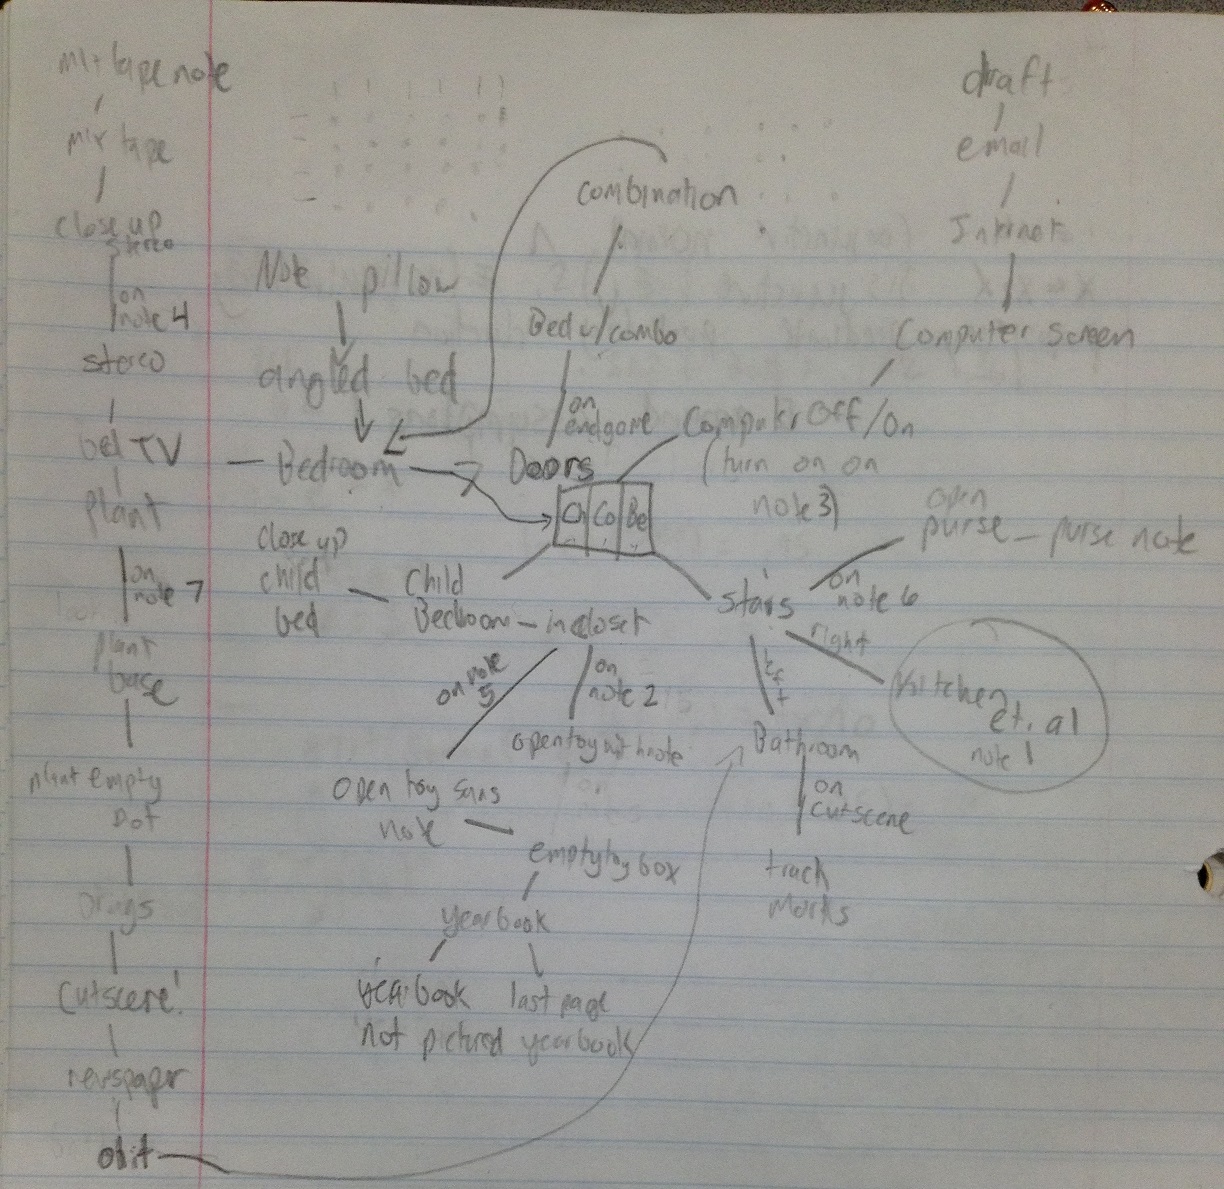 mix tape note
draft
mix tape
email
combination
close up
stereo
Internet
Note pillow
on
note 4
Bed w/combo
Computer screen
stereo
angled bed
on
endgame
Computer Off/On
bed TV
Bedroom
Doors
(turn on on
note 3)
Plant
Ch Co Be
open
purse - purse note
close up
child
bed
Child
Bedroom - in closet
on
note 7
stairs
on
note 6
right
plant
base
on note
5
on
note 2
left
Kitchen
et. al
note 1
open toy with note
Bathroom
plant empty
Dot
open toy sans
note
on
cutscene
empty toy box
track
marks
Drugs
yearbook
cutscene!
yearbook
last page
not pictured yearbook
newspaper
obit